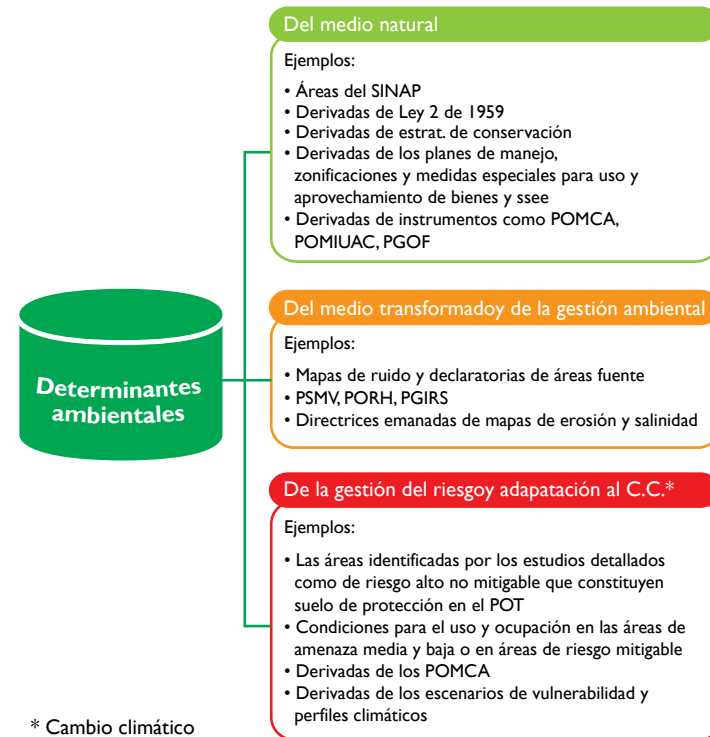 Del medio natural
Ejemplos:
• Áreas del SINAP
• Derivadas de Ley 2 de 1959
• Derivadas de estrat. de conservación
• Derivadas de los planes de manejo,
zonificaciones y medidas especiales para uso y
aprovechamiento de bienes y ssee
• Derivadas de instrumentos como POMCA,
POMIUAC, PGOF
Determinantes
ambientales
Del medio transformadoy de la gestión ambiental
Ejemplos:
• Mapas de ruido y declaratorias de áreas fuente
• PSMV, PORH, PGIRS
• Directrices emanadas de mapas de erosión y salinidad
De la gestión del riesgoy adapatación al C.C.*
Ejemplos:
• Las áreas identificadas por los estudios detallados
como de riesgo alto no mitigable que constituyen
suelo de protección en el POT
• Condiciones para el uso y ocupación en las áreas de
amenaza media y baja o en áreas de riesgo mitigable
• Derivadas de los POMCA
• Derivadas de los escenarios de vulnerabilidad y
perfiles climáticos
* Cambio climático